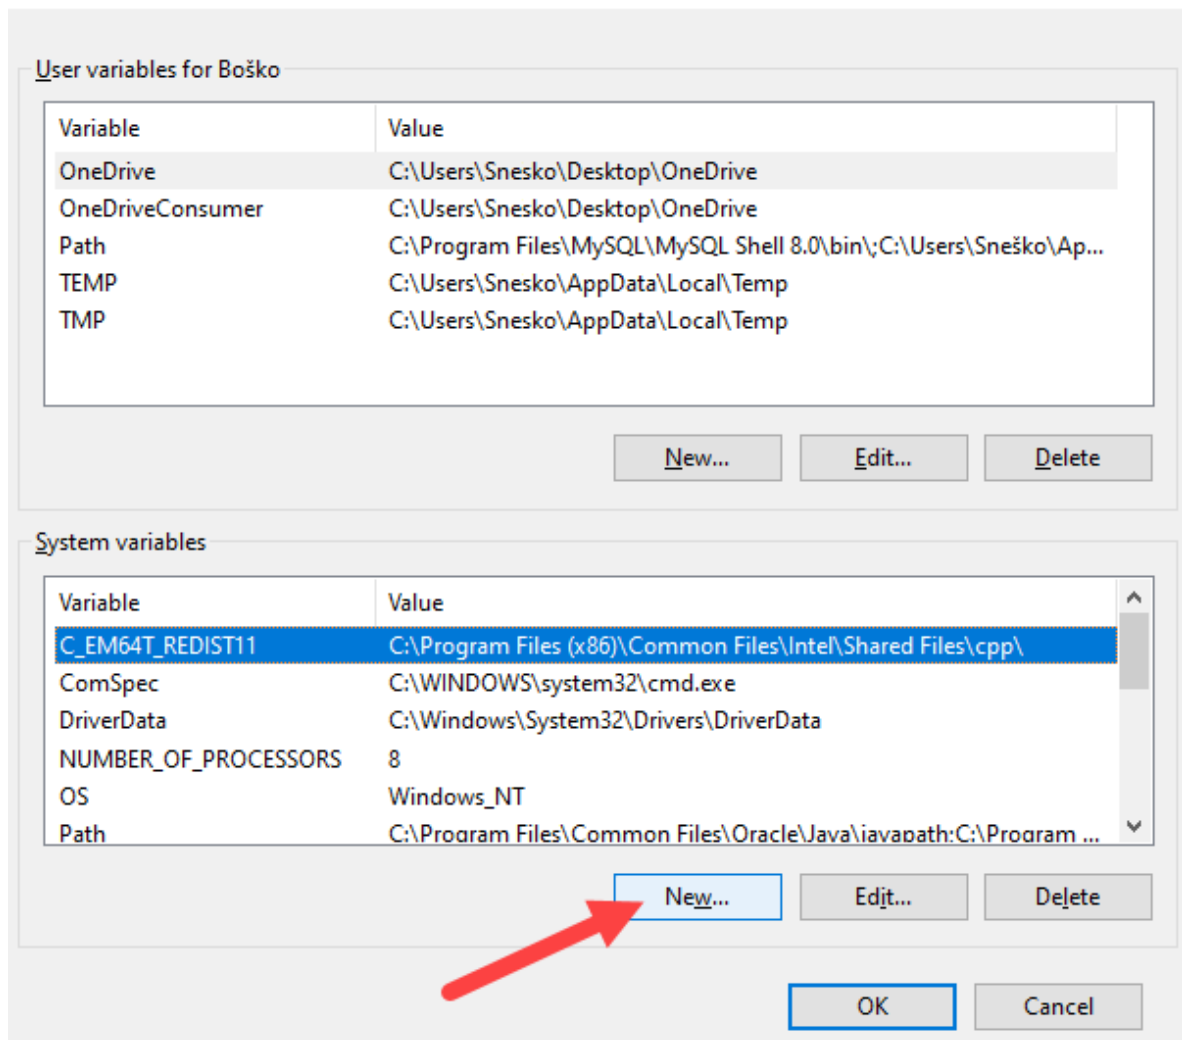 User variables for Boško
Variable Value
OneDrive C:\Users\Snesko\Desktop\OneDrive
OneDriveConsumer C:\Users\Snesko\Desktop\OneDrive
Path C:\Program Files\MySQL\MySQL Shell 8.0\bin\;C:\Users\Sneško\Ap...
TEMP C:\Users\Snesko\AppData\Local\Temp
TMP C:\Users\Snesko\AppData\Local\Temp
New... Edit... Delete
System variables
Variable Value
C_EM64T_REDIST11 C:\Program Files (x86)\Common Files\Intel\Shared Files\cpp\
ComSpec C:\WINDOWS\system32\cmd.exe
DriverData C:\Windows\System32\Drivers\DriverData
NUMBER_OF_PROCESSORS 8
OS Windows_NT
Path C:\Program Files\Common Files\Oracle\Java\javapath;C:\Program ...
New... Edit... Delete
OK Cancel